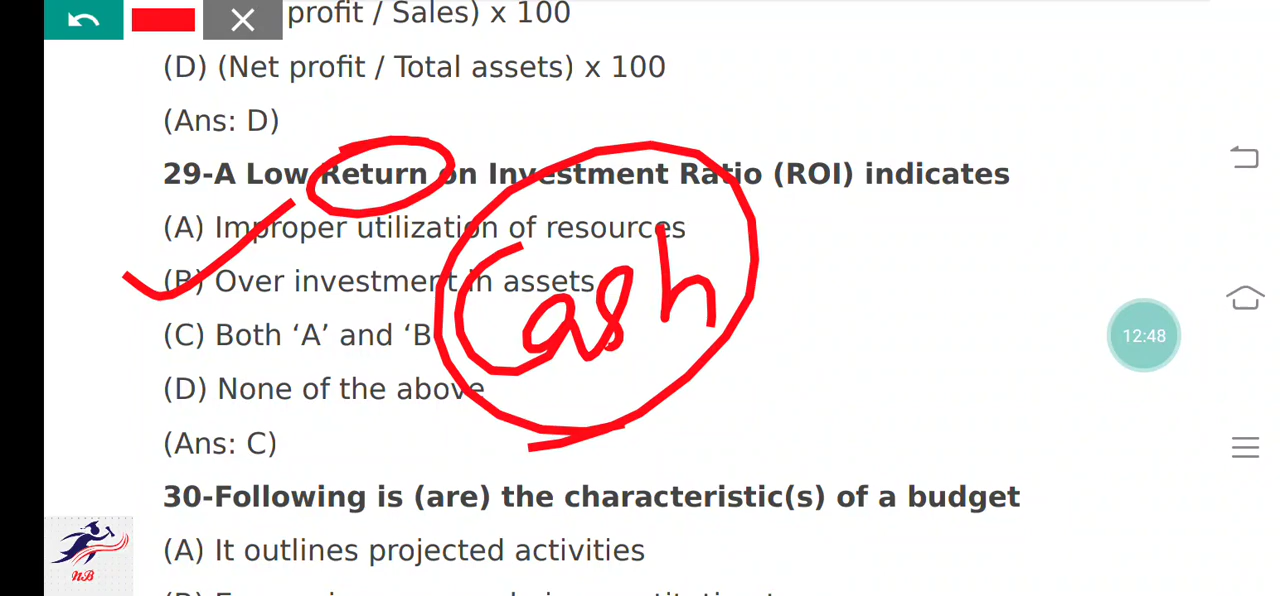 profit / Sales) x 100
(D) (Net profit / Total assets) x 100
(Ans: D)
29-A Low Return on Investment Ratio (ROI) indicates
(A) Improper utilization of resources
(B) Over investment in assets
(C) Both ‘A’ and ‘B
(D) None of the above
(Ans: C)
Cash
12:48
30-Following is (are) the characteristic(s) of a budget
(A) It outlines projected activities
NB